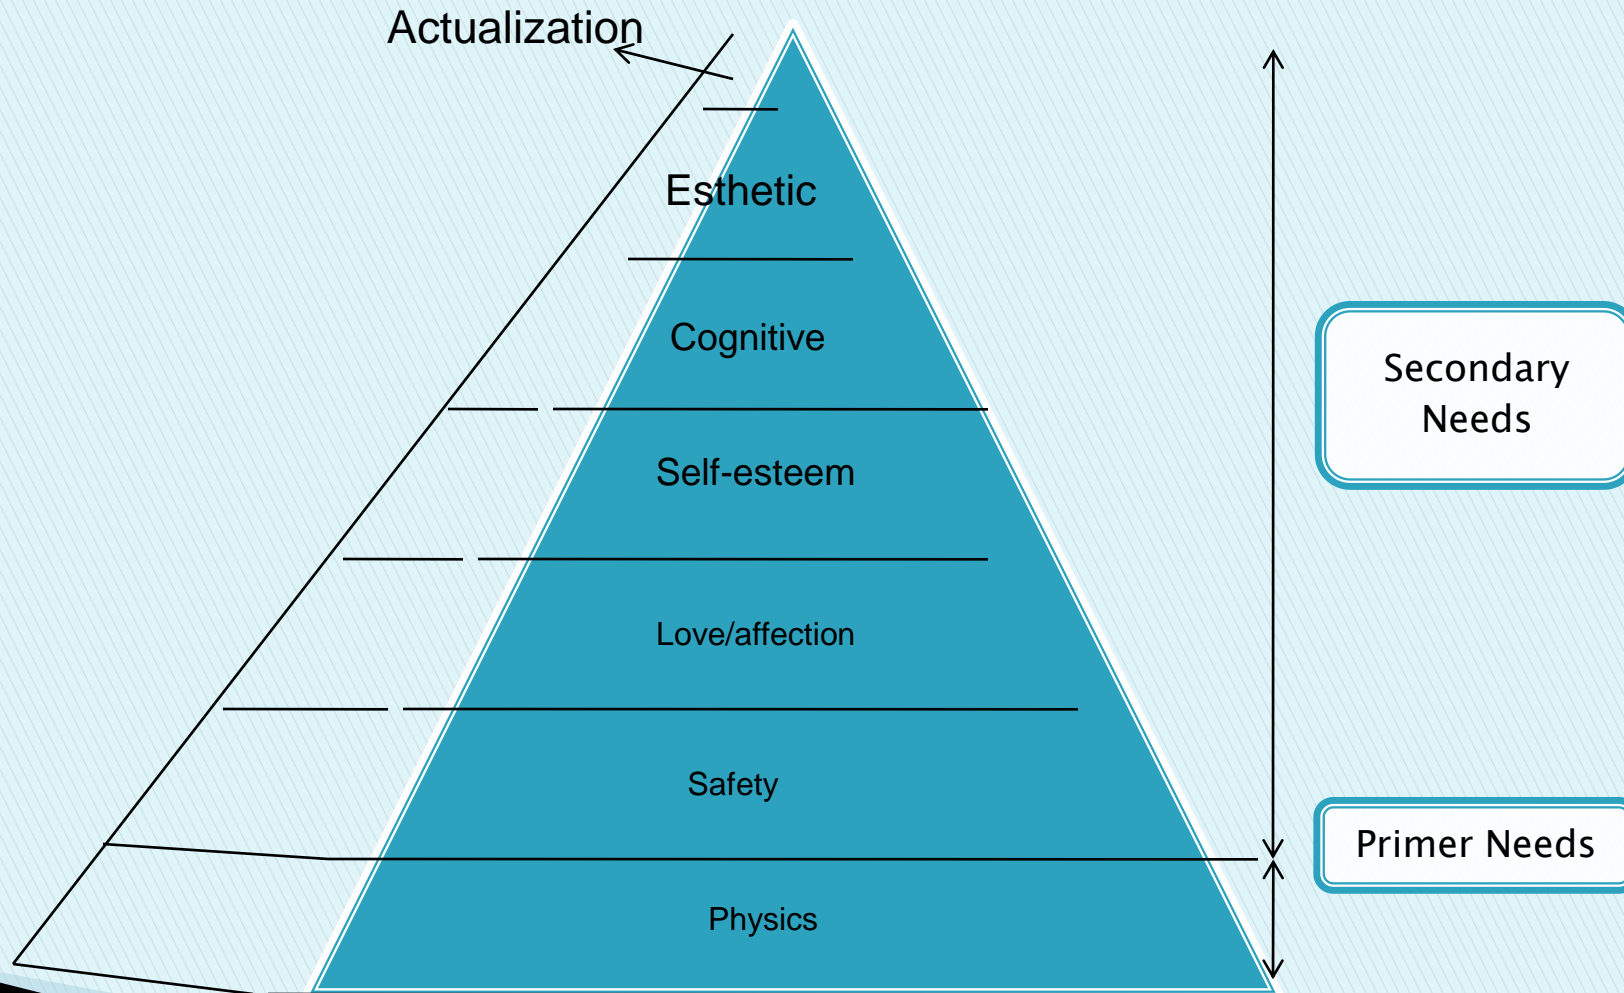 Actualization
Esthetic
Cognitive
Secondary
Needs
Self-esteem
Love/affection
Safety
Primer Needs
Physics